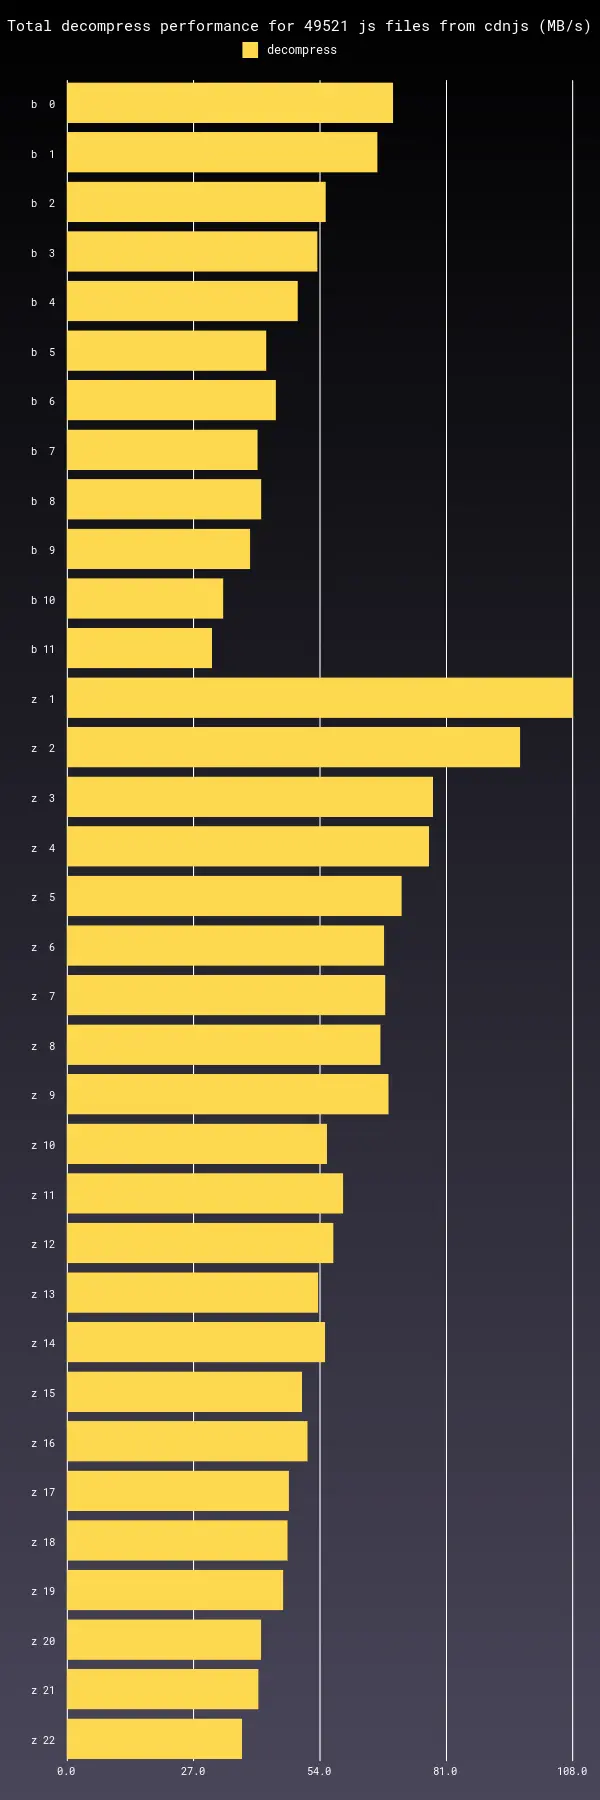 Total decompress performance for 49521 js files from cdnjs (MB/s)
decompress
b 0
b 1
b 2
b 3
b 4
b 5
b 6
b 7
b 8
b 9
b 10
b 11
z 1
z 2
z 3
z 4
z 5
z 6
z 7
z 8
z 9
z 10
z 11
z 12
z 13
z 14
z 15
z 16
z 17
z 18
z 19
z 20
z 21
z 22
0.0 27.0 54.0 81.0 108.0